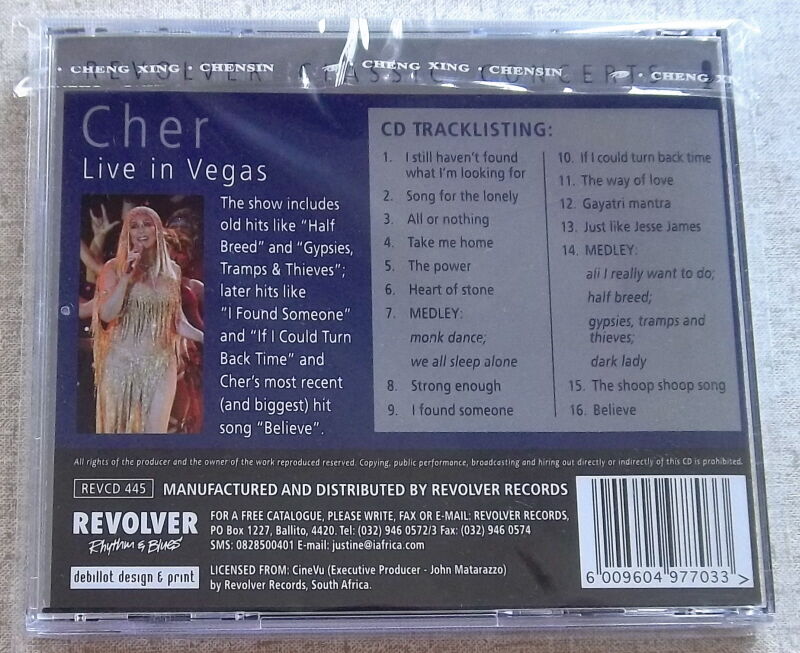 CHENG XING · CHENSIN · CHENG XING · CHENSIN · CHENG XIN
REVOLVER CLASSIC CONCERTS
Cher
Live in Vegas
The show includes
old hits like "Half
Breed" and "Gypsies,
Tramps & Thieves";
later hits like
"I Found Someone"
and "If I Could Turn
Back Time" and
Cher's most recent
(and biggest) hit
song "Believe".
CD TRACKLISTING:
1. I still haven't found
what I'm looking for
2. Song for the lonely
3. All or nothing
4. Take me home
5. The power
6. Heart of stone
7. MEDLEY:
monk dance;
we all sleep alone
8. Strong enough
9. I found someone
10. If I could turn back time
11. The way of love
12. Gayatri mantra
13. Just like Jesse James
14. MEDLEY:
all I really want to do;
half breed;
gypsies, tramps and
thieves;
dark lady
15. The shoop shoop song
16. Believe
All rights of the producer and the owner of the work reproduced reserved. Copying, public performance, broadcasting and hiring out directly or indirectly of this CD is prohibited.
REVCD 445 MANUFACTURED AND DISTRIBUTED BY REVOLVER RECORDS
REVOLVER
Rhythm & Blues
debillot design & print
FOR A FREE CATALOGUE, PLEASE WRITE, FAX OR E-MAIL: REVOLVER RECORDS,
PO Box 1227, Ballito, 4420. Tel: (032) 946 0572/3 Fax: (032) 946 0574
SMS: 0828500401 E-mail: justine@iafrica.com
LICENSED FROM: CineVu (Executive Producer - John Matarazzo)
by Revolver Records, South Africa.
6 009604 977033 >